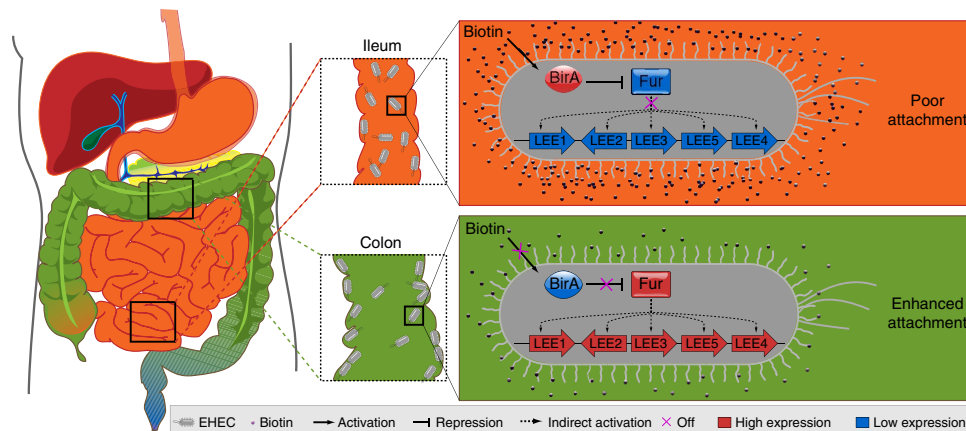 Ileum
Biotin
BirA
Fur
LEE1 LEE2 LEE3 LEE5 LEE4
Poor
attachment
Colon
Biotin
BirA
Fur
LEE1 LEE2 LEE3 LEE5 LEE4
Enhanced
attachment
EHEC Biotin Activation Repression Indirect activation Off High expression Low expression